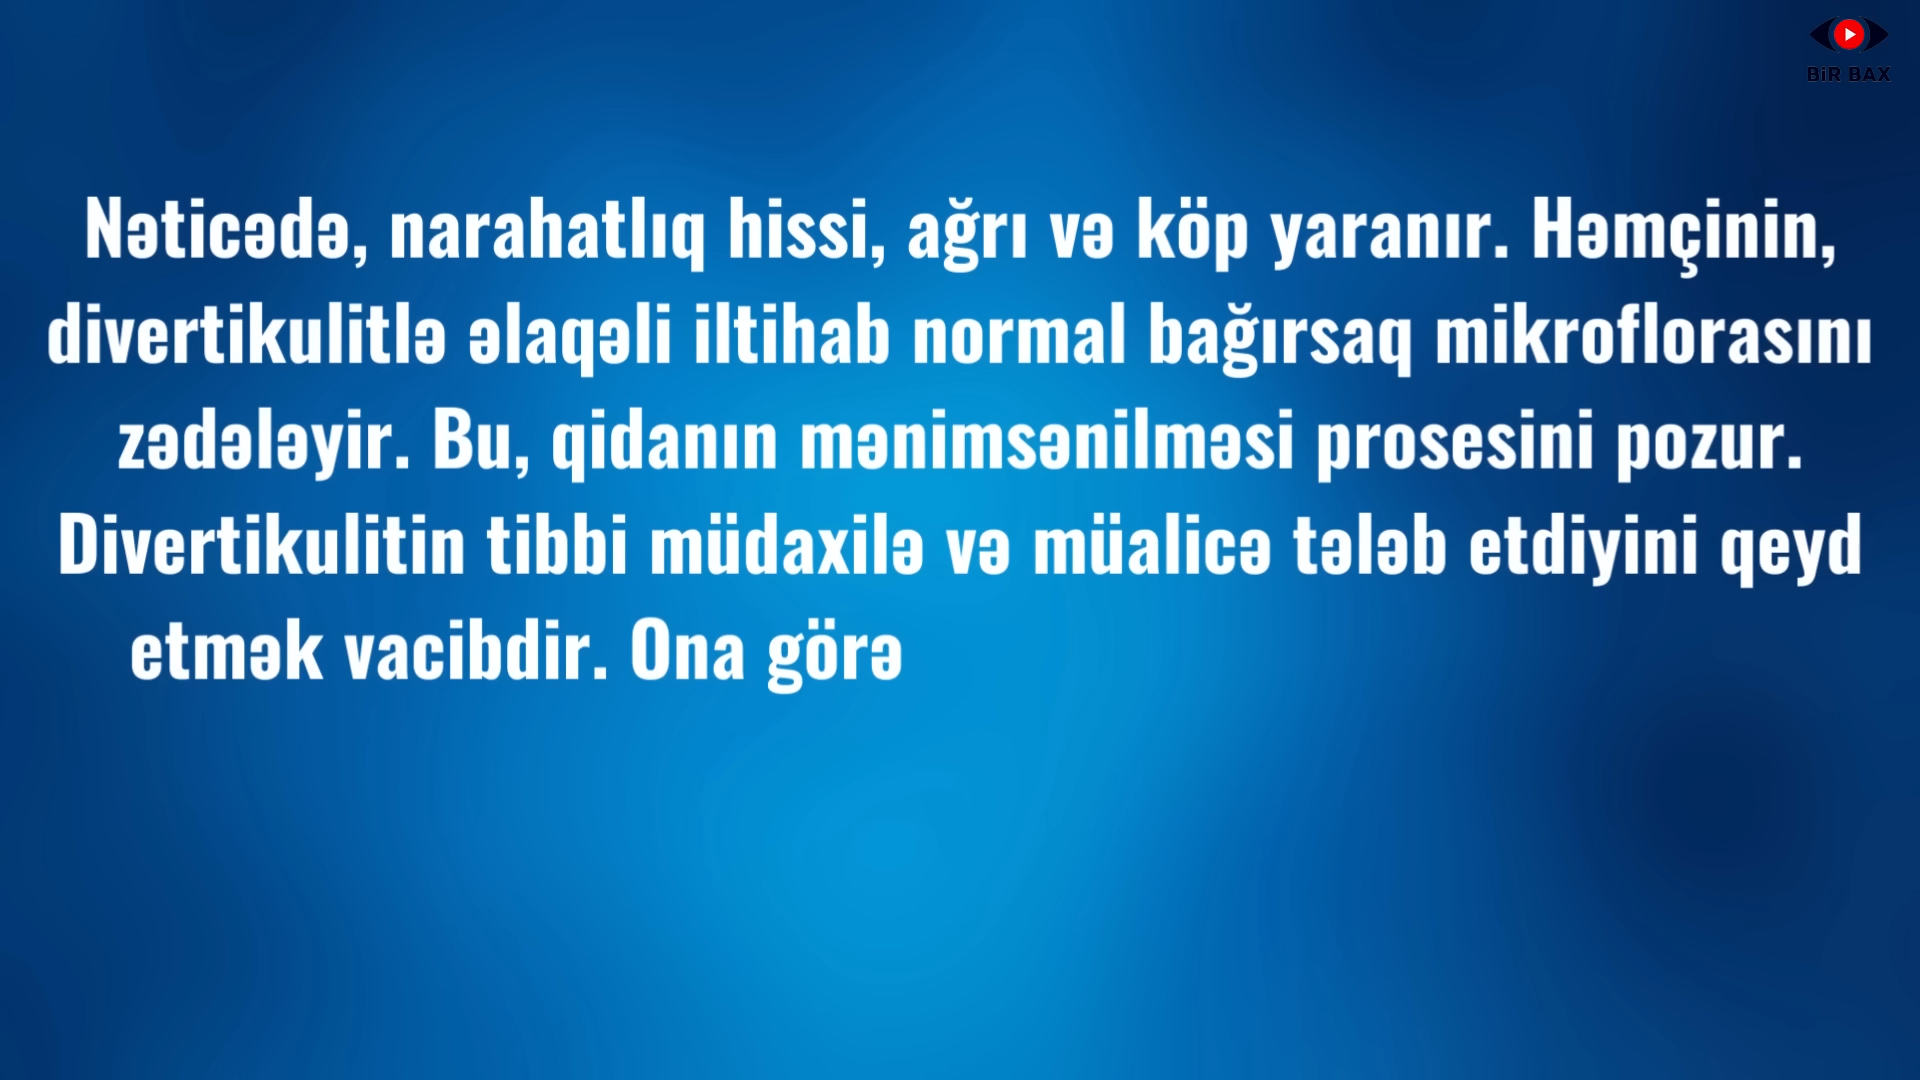 BiR BAX
Nəticədə, narahatlıq hissi, ağrı və köp yaranır. Həmçinin,
divertikulitlə əlaqəli iltihab normal bağırsaq mikroflorasını
zədələyir. Bu, qidanın mənimsənilməsi prosesini pozur.
Divertikulitin tibbi müdaxilə və müalicə tələb etdiyini qeyd
etmək vacibdir. Ona görə